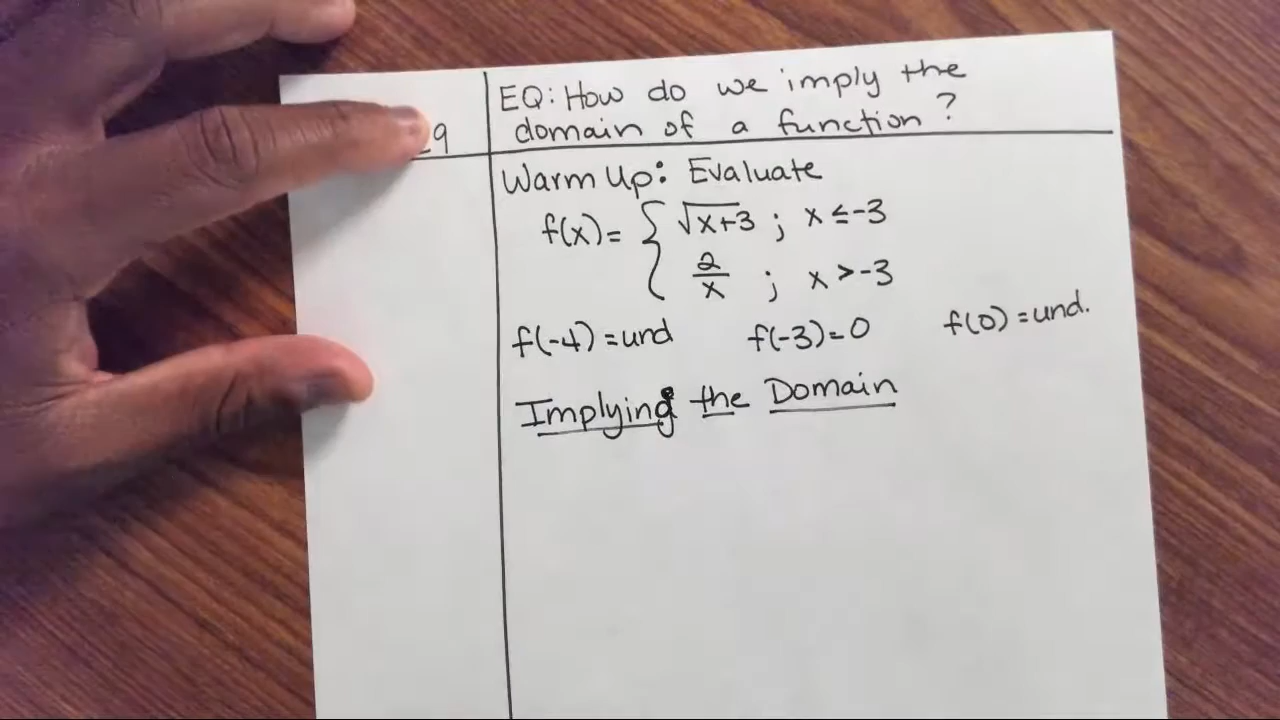 EQ: How do we imply the
domain of a function?
29
Warm Up: Evaluate
f(x)= { √x+3 ; x ≤ -3
2/x ; x > -3
f(-4) = und f(-3)=0 f(0) = und.
Implying the Domain